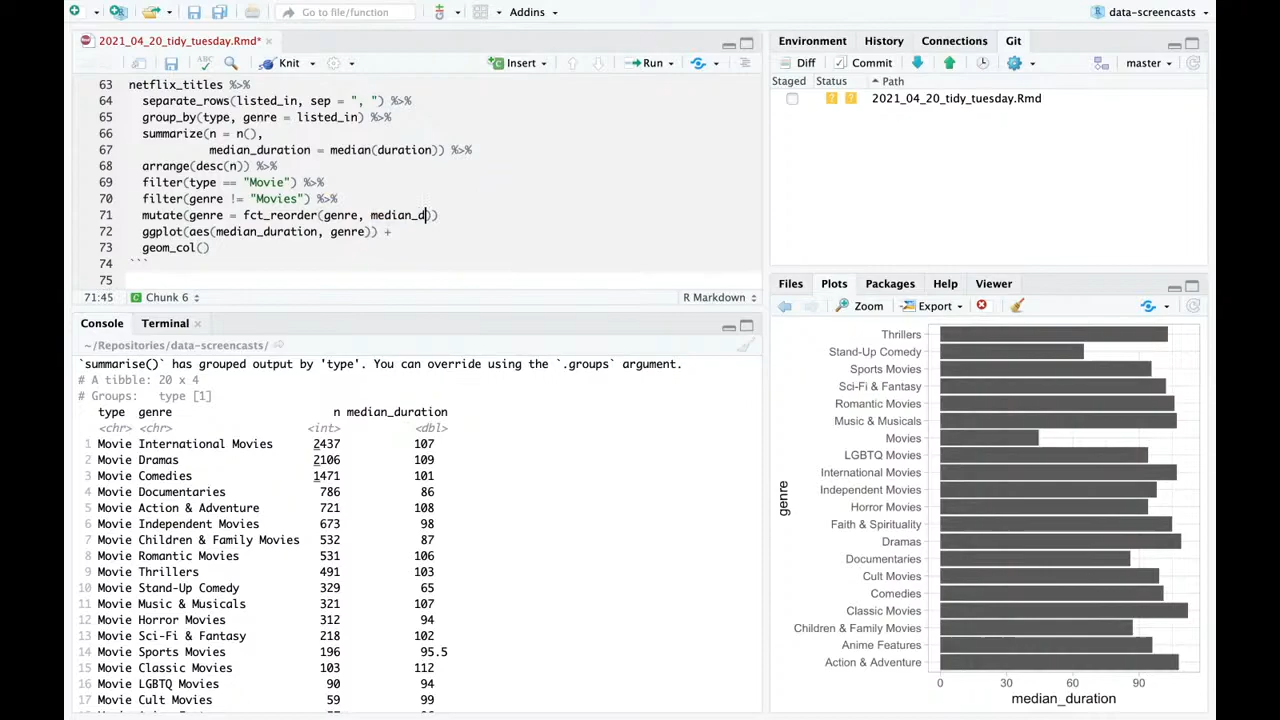 Go to file/function
Addins
data-screencasts
2021_04_20_tidy_tuesday.Rmd*
ABC
Knit
Insert
Run
63 netflix_titles %>%
64 separate_rows(listed_in, sep = ", ") %>%
65 group_by(type, genre = listed_in) %>%
66 summarize(n = n(),
67 median_duration = median(duration)) %>%
68 arrange(desc(n)) %>%
69 filter(type == "Movie") %>%
70 filter(genre != "Movies") %>%
71 mutate(genre = fct_reorder(genre, median_d))
72 ggplot(aes(median_duration, genre)) +
73 geom_col()
74 ```
75
71:45 Chunk 6 R Markdown
Console Terminal
~/Repositories/data-screencasts/
`summarise()` has grouped output by 'type'. You can override using the `.groups` argument.
# A tibble: 20 x 4
# Groups: type [1]
type genre n median_duration
<chr> <chr> <int> <dbl>
1 Movie International Movies 2437 107
2 Movie Dramas 2106 109
3 Movie Comedies 1471 101
4 Movie Documentaries 786 86
5 Movie Action & Adventure 721 108
6 Movie Independent Movies 673 98
7 Movie Children & Family Movies 532 87
8 Movie Romantic Movies 531 106
9 Movie Thrillers 491 103
10 Movie Stand-Up Comedy 329 65
11 Movie Music & Musicals 321 107
12 Movie Horror Movies 312 94
13 Movie Sci-Fi & Fantasy 218 102
14 Movie Sports Movies 196 95.5
15 Movie Classic Movies 103 112
16 Movie LGBTQ Movies 90 94
17 Movie Cult Movies 59 99
Environment History Connections Git
Diff Commit master
Staged Status Path
? ? 2021_04_20_tidy_tuesday.Rmd
Files Plots Packages Help Viewer
Zoom Export
Thrillers
Stand-Up Comedy
Sports Movies
Sci-Fi & Fantasy
Romantic Movies
Music & Musicals
Movies
LGBTQ Movies
International Movies
Independent Movies
Horror Movies
Faith & Spirituality
Dramas
Documentaries
Cult Movies
Comedies
Classic Movies
Children & Family Movies
Anime Features
Action & Adventure
genre
0 30 60 90
median_duration